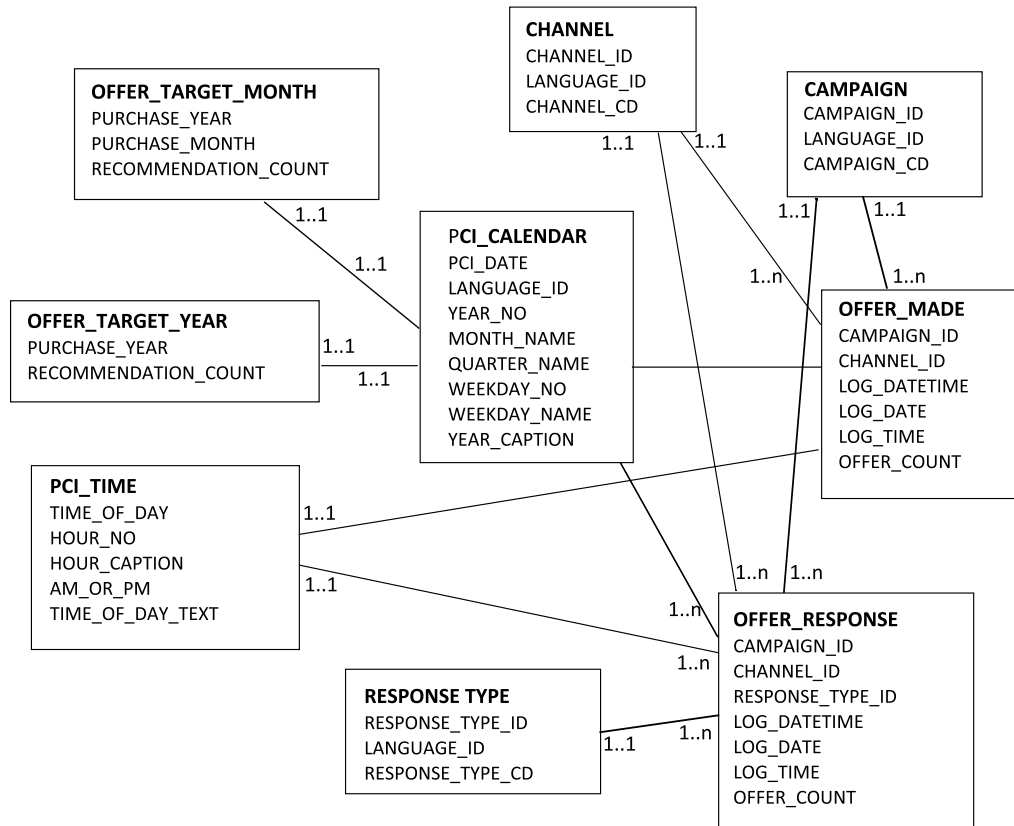 CHANNEL
CHANNEL_ID
LANGUAGE_ID
CHANNEL_CD
1..1
1..1
CAMPAIGN
CAMPAIGN_ID
LANGUAGE_ID
CAMPAIGN_CD
1..1
1..1
OFFER_TARGET_MONTH
PURCHASE_YEAR
PURCHASE_MONTH
RECOMMENDATION_COUNT
1..1
1..1
PCI_CALENDAR
PCI_DATE
LANGUAGE_ID
YEAR_NO
MONTH_NAME
QUARTER_NAME
WEEKDAY_NO
WEEKDAY_NAME
YEAR_CAPTION
1..n
1..n
OFFER_MADE
CAMPAIGN_ID
CHANNEL_ID
LOG_DATETIME
LOG_DATE
LOG_TIME
OFFER_COUNT
OFFER_TARGET_YEAR
PURCHASE_YEAR
RECOMMENDATION_COUNT
1..1
1..1
PCI_TIME
TIME_OF_DAY
HOUR_NO
HOUR_CAPTION
AM_OR_PM
TIME_OF_DAY_TEXT
1..1
1..1
1..n
1..n
1..n
1..n
OFFER_RESPONSE
CAMPAIGN_ID
CHANNEL_ID
RESPONSE_TYPE_ID
LOG_DATETIME
LOG_DATE
LOG_TIME
OFFER_COUNT
RESPONSE TYPE
RESPONSE_TYPE_ID
LANGUAGE_ID
RESPONSE_TYPE_CD
1..1
1..n